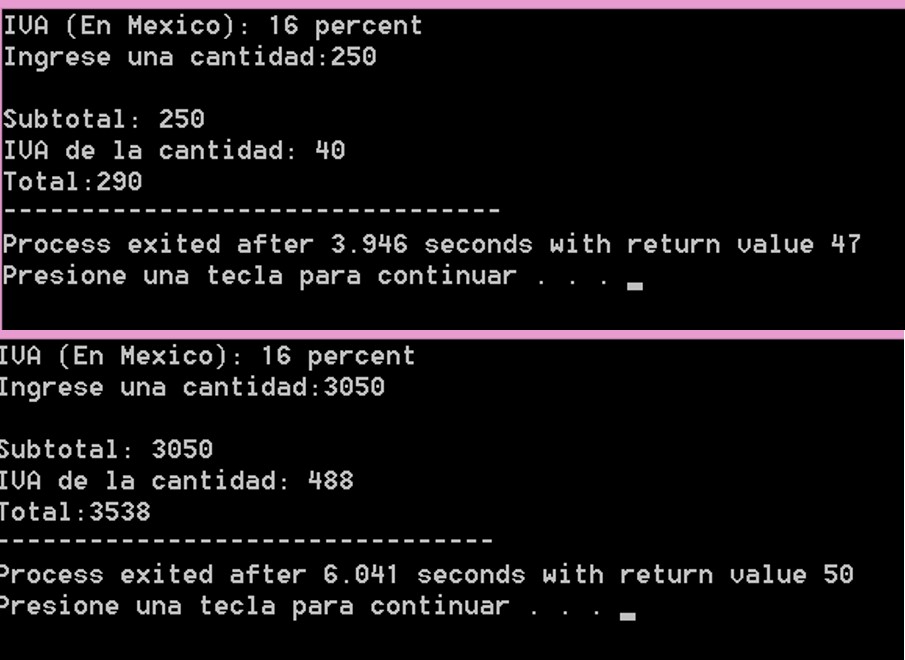 IVA (En Mexico): 16 percent
Ingrese una cantidad:250
Subtotal: 250
IVA de la cantidad: 40
Total:290
--------------------------------
Process exited after 3.946 seconds with return value 47
Presione una tecla para continuar . . .
IVA (En Mexico): 16 percent
Ingrese una cantidad:3050
Subtotal: 3050
IVA de la cantidad: 488
Total:3538
--------------------------------
Process exited after 6.041 seconds with return value 50
Presione una tecla para continuar . . .